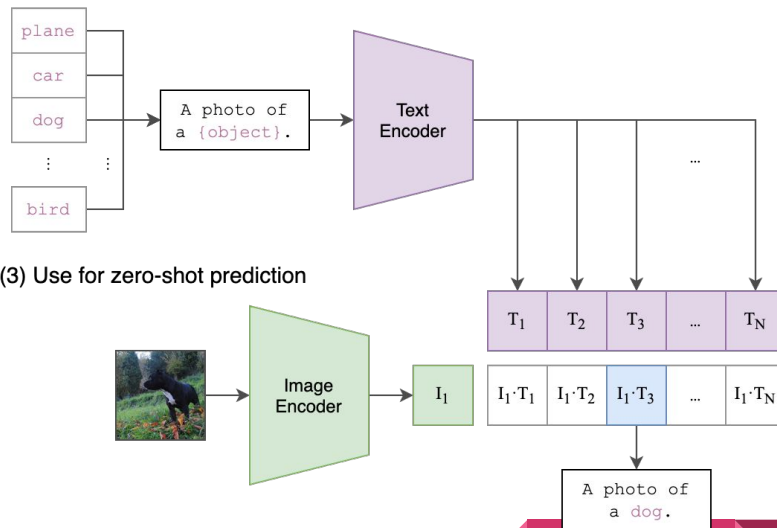 plane
car
dog
⋮ ⋮
bird
A photo of
a {object}.
Text
Encoder
...
(3) Use for zero-shot prediction
T1 T2 T3 ... TN
Image
Encoder
I1
I1·T1 I1·T2 I1·T3 ... I1·TN
A photo of
a dog.